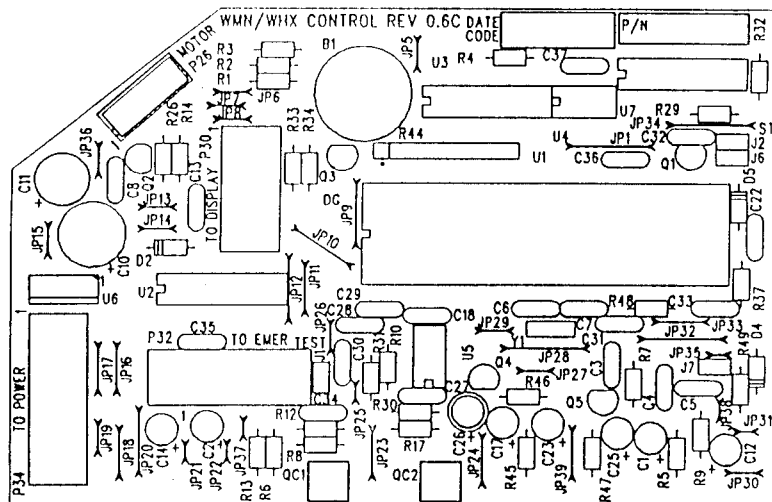 WMN/WHX CONTROL REV 0.6C
DATE
CODE
P/N
R32
MOTOR
P26
R3
R2
R1
JP6
JP7
JP8
B1
JP5
U3
R4
C37
U7
R29
JP34
S1
R26
R14
P30
R33
R34
R44
U4
JP1
C32
J2
J6
JP36
C11
C8
Q2
C13
Q3
U1
C36
Q1
D5
TO DISPLAY
DG
JP9
C22
JP13
JP14
JP15
C10
D2
JP10
U6
U2
JP12
JP11
R37
C29
C28
JP26
C18
C6
C7
R48
C33
JP29
C31
JP32
JP33
D4
P32
C35
TO EMER TEST
C30
R10
U5
Q4
JP28
JP27
C3
R7
JP35
R49
J7
1
TO POWER
P34
JP17
JP16
JP19
JP18
JP20
C14
1
JP21
JP22
JP37
R13
R6
R12
R8
QC1
JP25
JP23
R30
R17
QC2
C27
C26
JP24
C17
R45
R46
C23
JP39
Q5
R47
C25
C1
R5
C4
C5
R9
C12
JP31
JP30